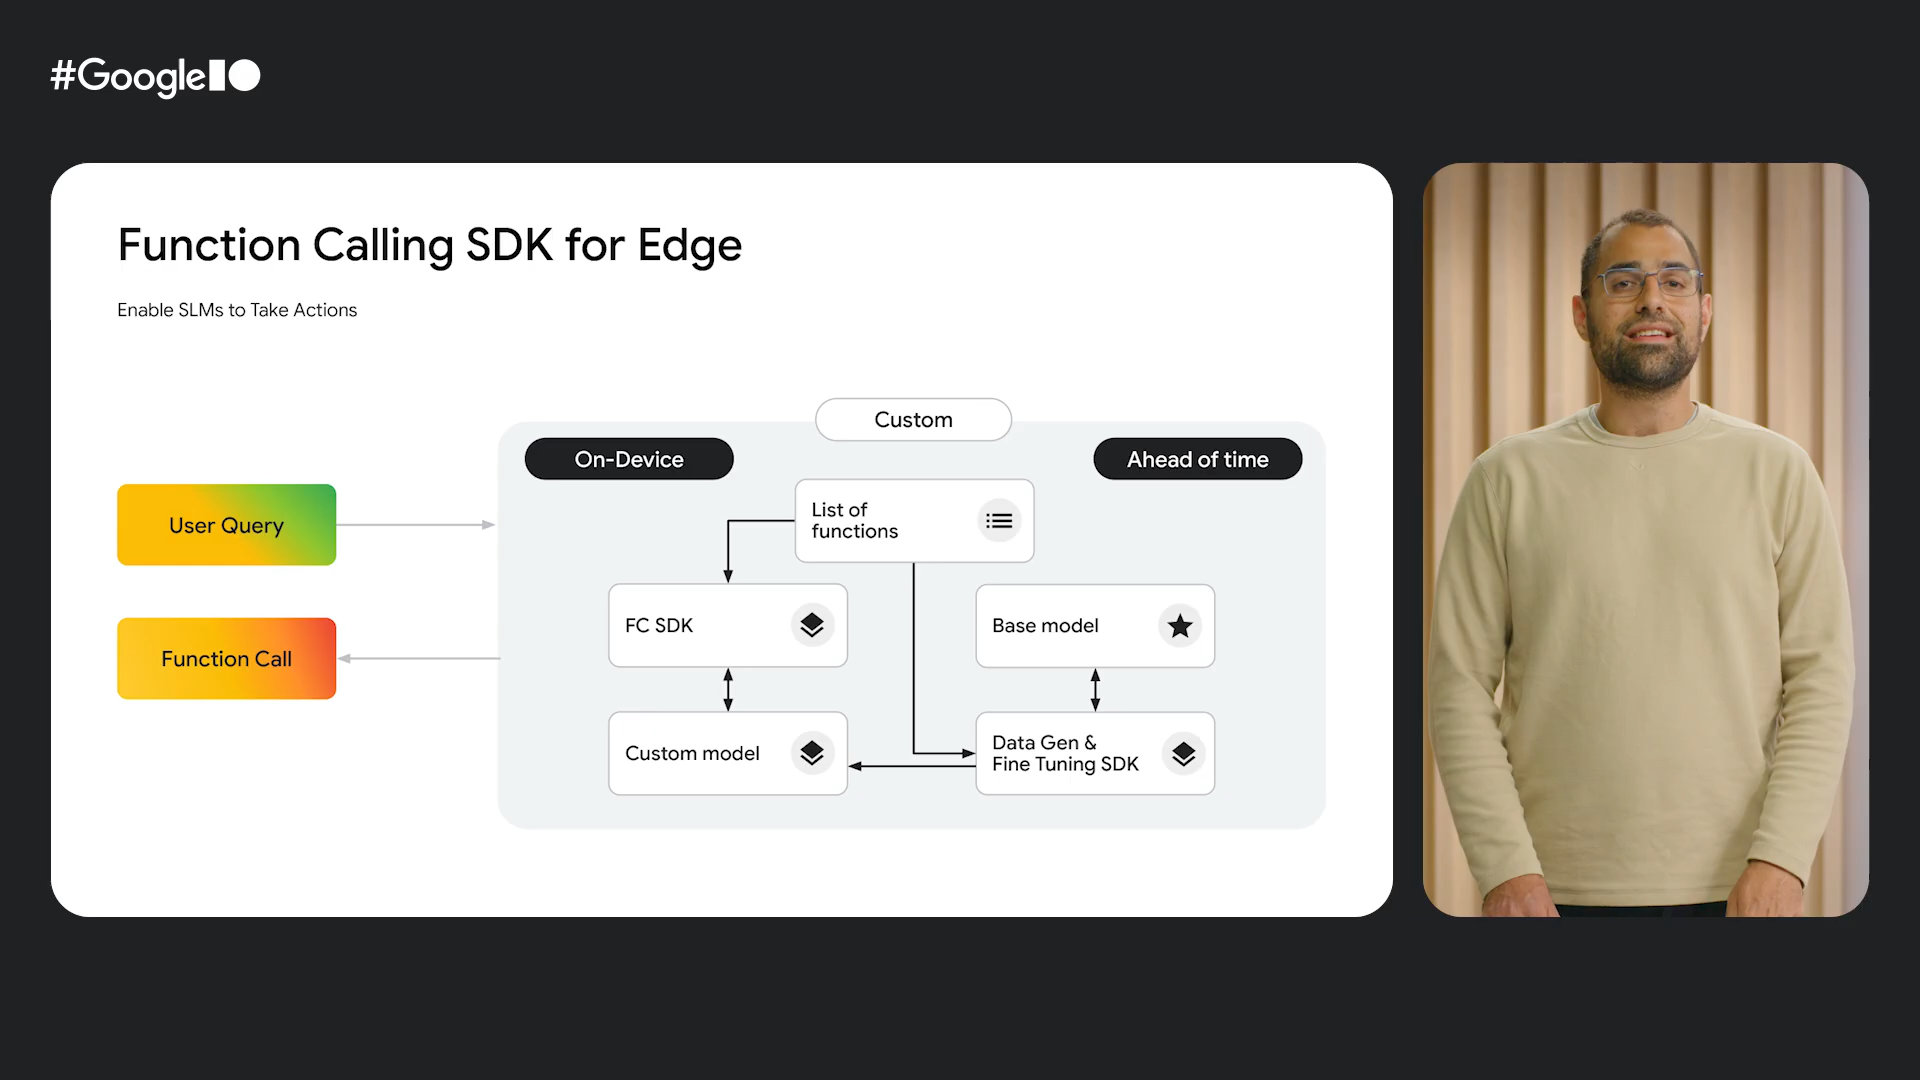 #GoogleIO
Function Calling SDK for Edge
Enable SLMs to Take Actions
Custom
On-Device
Ahead of time
User Query
List of
functions
FC SDK
Base model
Function Call
Custom model
Data Gen &
Fine Tuning SDK